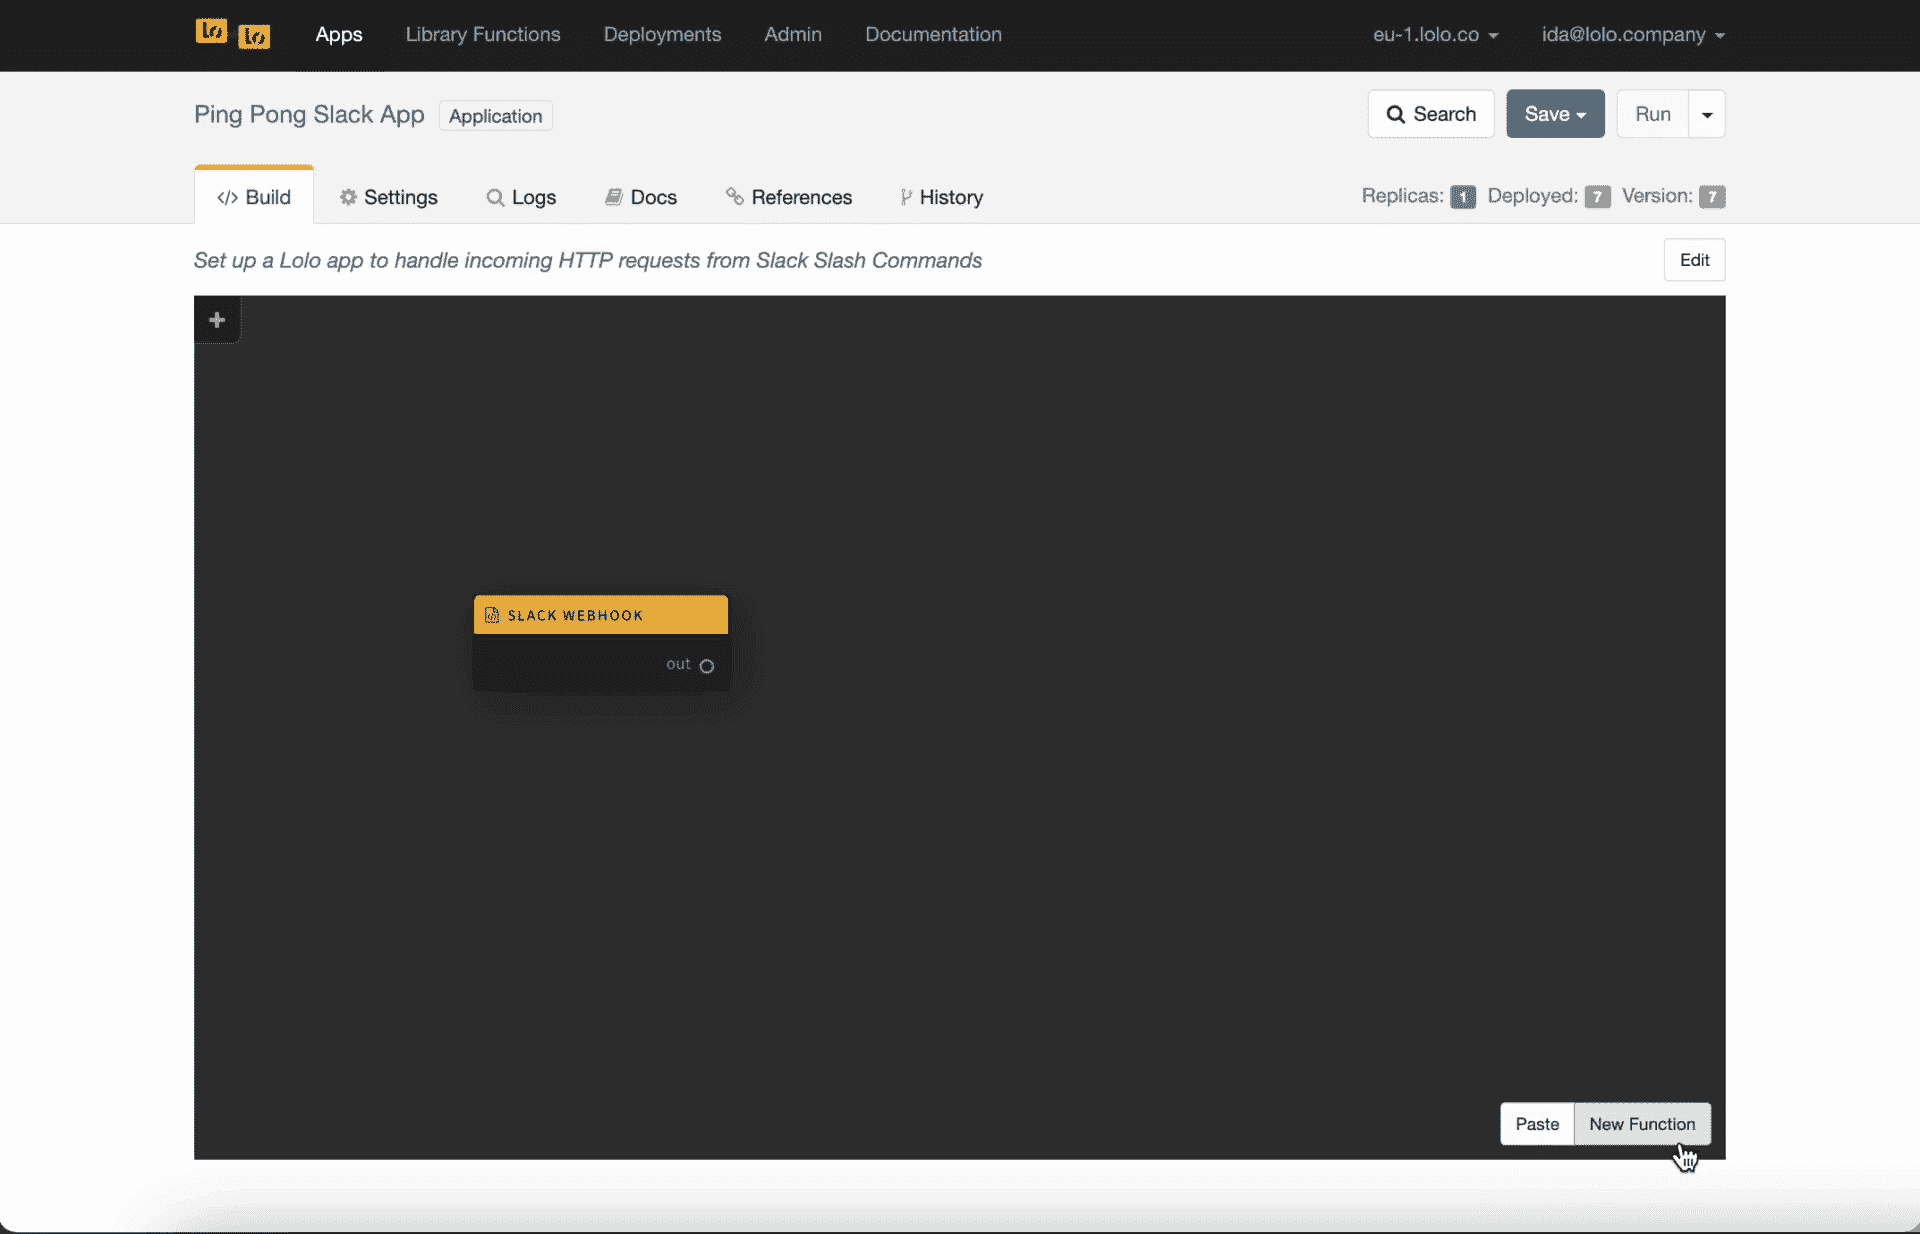 lo lo Apps Library Functions Deployments Admin Documentation eu-1.lolo.co ida@lolo.company
Ping Pong Slack App Application Search Save Run
</> Build Settings Logs Docs References History Replicas: 1 Deployed: 7 Version: 7
Set up a Lolo app to handle incoming HTTP requests from Slack Slash Commands Edit
SLACK WEBHOOK
out
Paste New Function